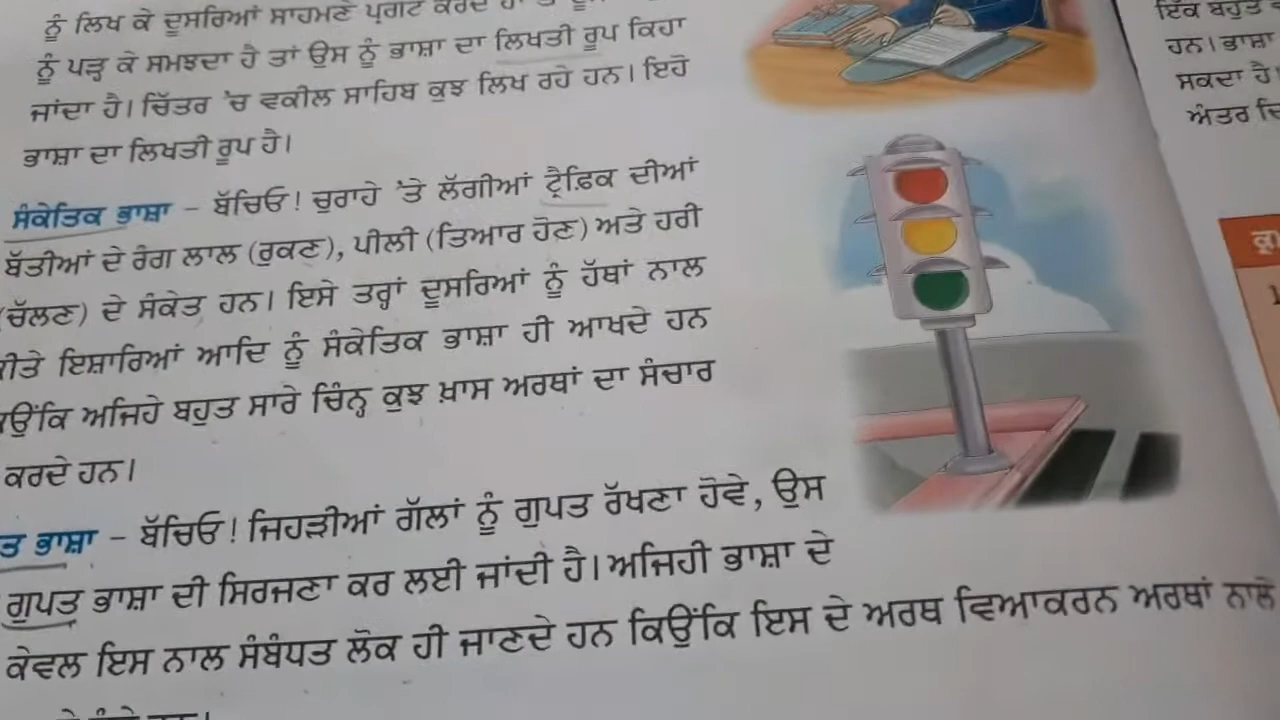 ਨੂੰ ਲਿਖ ਕੇ ਦੂਸਰਿਆਂ ਸਾਹਮਣੇ ਪ੍ਰਗਟ ਕਰਦੇ
ਨੂੰ ਪੜ੍ਹ ਕੇ ਸਮਝਦਾ ਹੈ ਤਾਂ ਉਸ ਨੂੰ ਭਾਸ਼ਾ ਦਾ ਲਿਖਤੀ ਰੂਪ ਕਿਹਾ
ਜਾਂਦਾ ਹੈ। ਚਿੱਤਰ 'ਚ ਵਕੀਲ ਸਾਹਿਬ ਕੁਝ ਲਿਖ ਰਹੇ ਹਨ। ਇਹੋ
ਭਾਸ਼ਾ ਦਾ ਲਿਖਤੀ ਰੂਪ ਹੈ।
ਸੰਕੇਤਿਕ ਭਾਸ਼ਾ – ਬੱਚਿਓ! ਚੁਰਾਹੇ 'ਤੇ ਲੱਗੀਆਂ ਟ੍ਰੈਫ਼ਿਕ ਦੀਆਂ
ਬੱਤੀਆਂ ਦੇ ਰੰਗ ਲਾਲ (ਰੁਕਣ), ਪੀਲੀ (ਤਿਆਰ ਹੋਣ) ਅਤੇ ਹਰੀ
(ਚੱਲਣ) ਦੇ ਸੰਕੇਤ ਹਨ। ਇਸੇ ਤਰ੍ਹਾਂ ਦੂਸਰਿਆਂ ਨੂੰ ਹੱਥਾਂ ਨਾਲ
ਕੀਤੇ ਇਸ਼ਾਰਿਆਂ ਆਦਿ ਨੂੰ ਸੰਕੇਤਿਕ ਭਾਸ਼ਾ ਹੀ ਆਖਦੇ ਹਨ
ਕਿਉਂਕਿ ਅਜਿਹੇ ਬਹੁਤ ਸਾਰੇ ਚਿੰਨ੍ਹ ਕੁਝ ਖ਼ਾਸ ਅਰਥਾਂ ਦਾ ਸੰਚਾਰ
ਕਰਦੇ ਹਨ।
ਤ ਭਾਸ਼ਾ – ਬੱਚਿਓ! ਜਿਹੜੀਆਂ ਗੱਲਾਂ ਨੂੰ ਗੁਪਤ ਰੱਖਣਾ ਹੋਵੇ, ਉਸ
ਗੁਪਤ ਭਾਸ਼ਾ ਦੀ ਸਿਰਜਣਾ ਕਰ ਲਈ ਜਾਂਦੀ ਹੈ। ਅਜਿਹੀ ਭਾਸ਼ਾ ਦੇ
ਕੇਵਲ ਇਸ ਨਾਲ ਸੰਬੰਧਤ ਲੋਕ ਹੀ ਜਾਣਦੇ ਹਨ ਕਿਉਂਕਿ ਇਸ ਦੇ ਅਰਥ ਵਿਆਕਰਨ ਅਰਥਾਂ ਨਾਲੋਂ
ਇੱਕ ਬਹੁਤ
ਹਨ। ਭਾਸ਼ਾ
ਸਕਦਾ ਹੈ।
ਅੰਤਰ